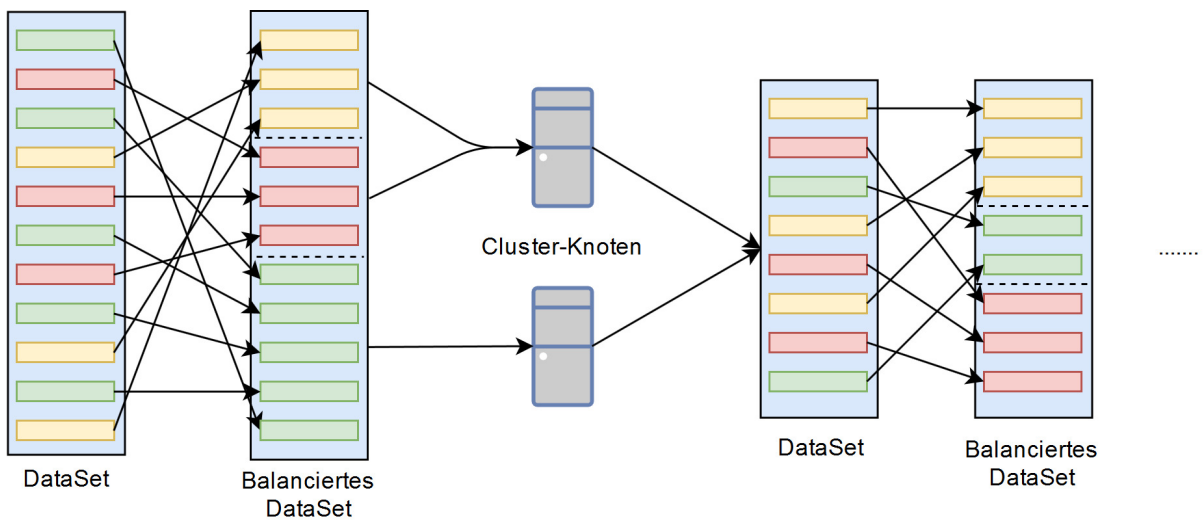 DataSet
Balanciertes
DataSet
Cluster-Knoten
DataSet
Balanciertes
DataSet
.......